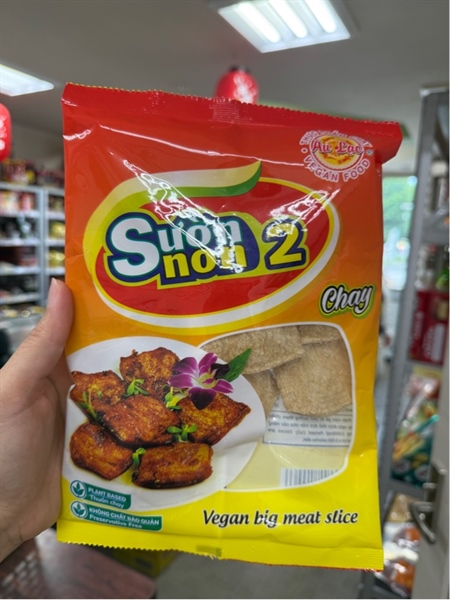 Âu Lạc
VEGAN FOOD
Sườn
non 2
Chay
PLANT BASED
Thuần chay
KHÔNG CHẤT BẢO QUẢN
Preservative Free
Vegan big meat slice